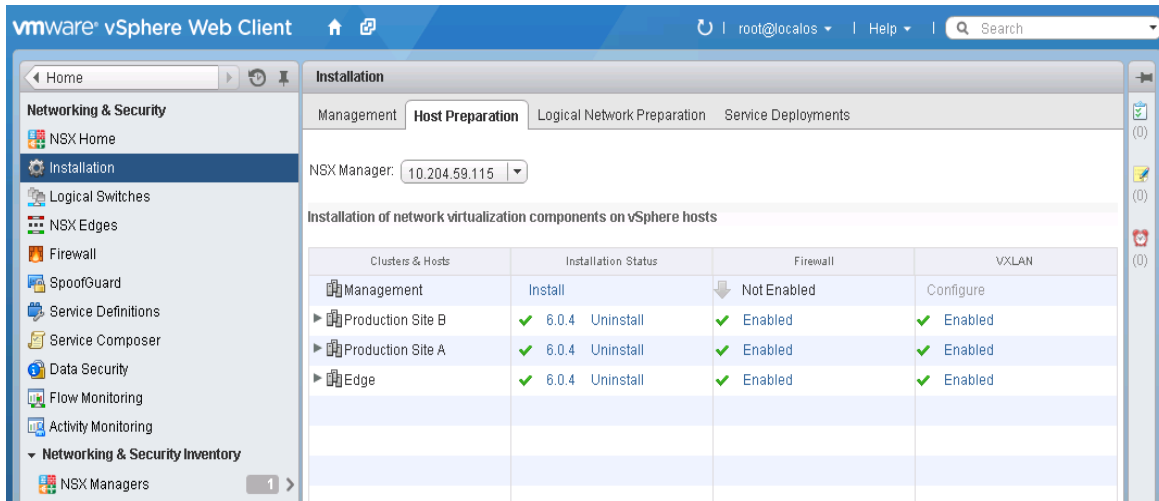 vmware® vSphere Web Client
root@localos
Help
Search
Home
Networking & Security
NSX Home
Installation
Logical Switches
NSX Edges
Firewall
SpoofGuard
Service Definitions
Service Composer
Data Security
Flow Monitoring
Activity Monitoring
Networking & Security Inventory
NSX Managers 1
Installation
Management Host Preparation Logical Network Preparation Service Deployments
NSX Manager: 10.204.59.115
Installation of network virtualization components on vSphere hosts
Clusters & Hosts Installation Status Firewall VXLAN
Management Install Not Enabled Configure
Production Site B 6.0.4 Uninstall Enabled Enabled
Production Site A 6.0.4 Uninstall Enabled Enabled
Edge 6.0.4 Uninstall Enabled Enabled
(0)
(0)
(0)